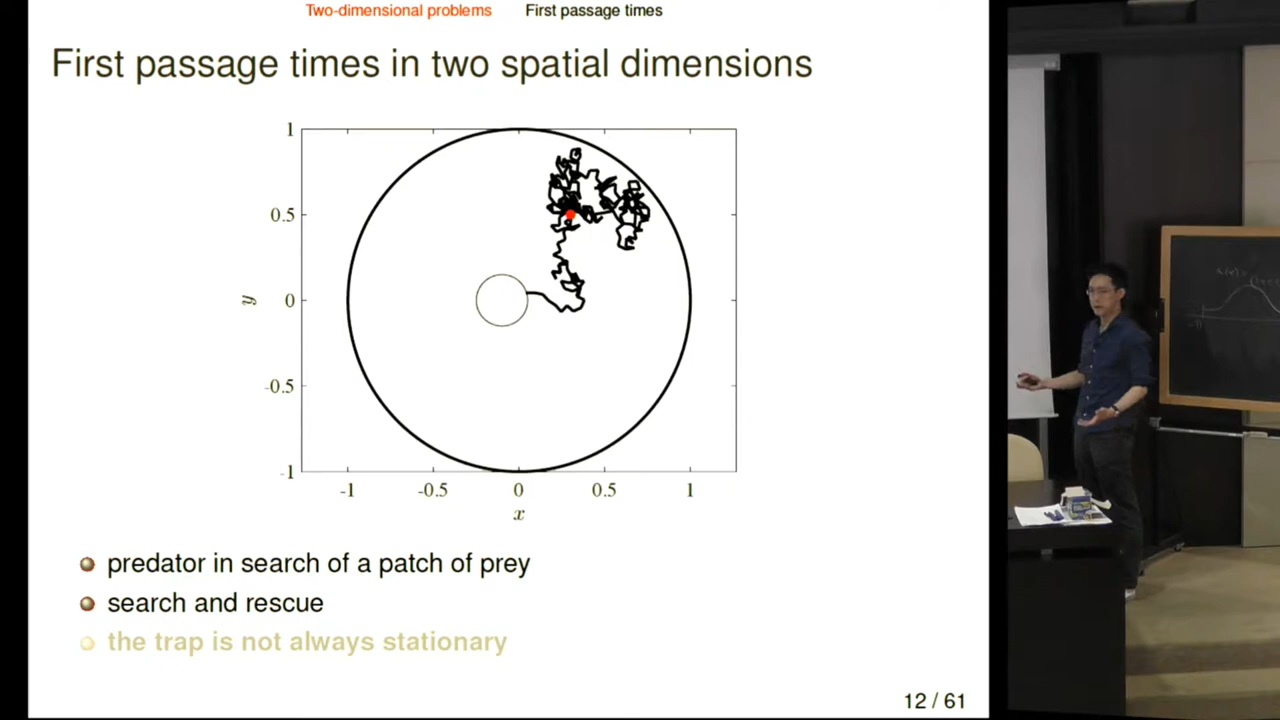 Two-dimensional problems First passage times
First passage times in two spatial dimensions
1
0.5
0
-0.5
-1
y
-1 -0.5 0 0.5 1
x
predator in search of a patch of prey
search and rescue
the trap is not always stationary
12 / 61